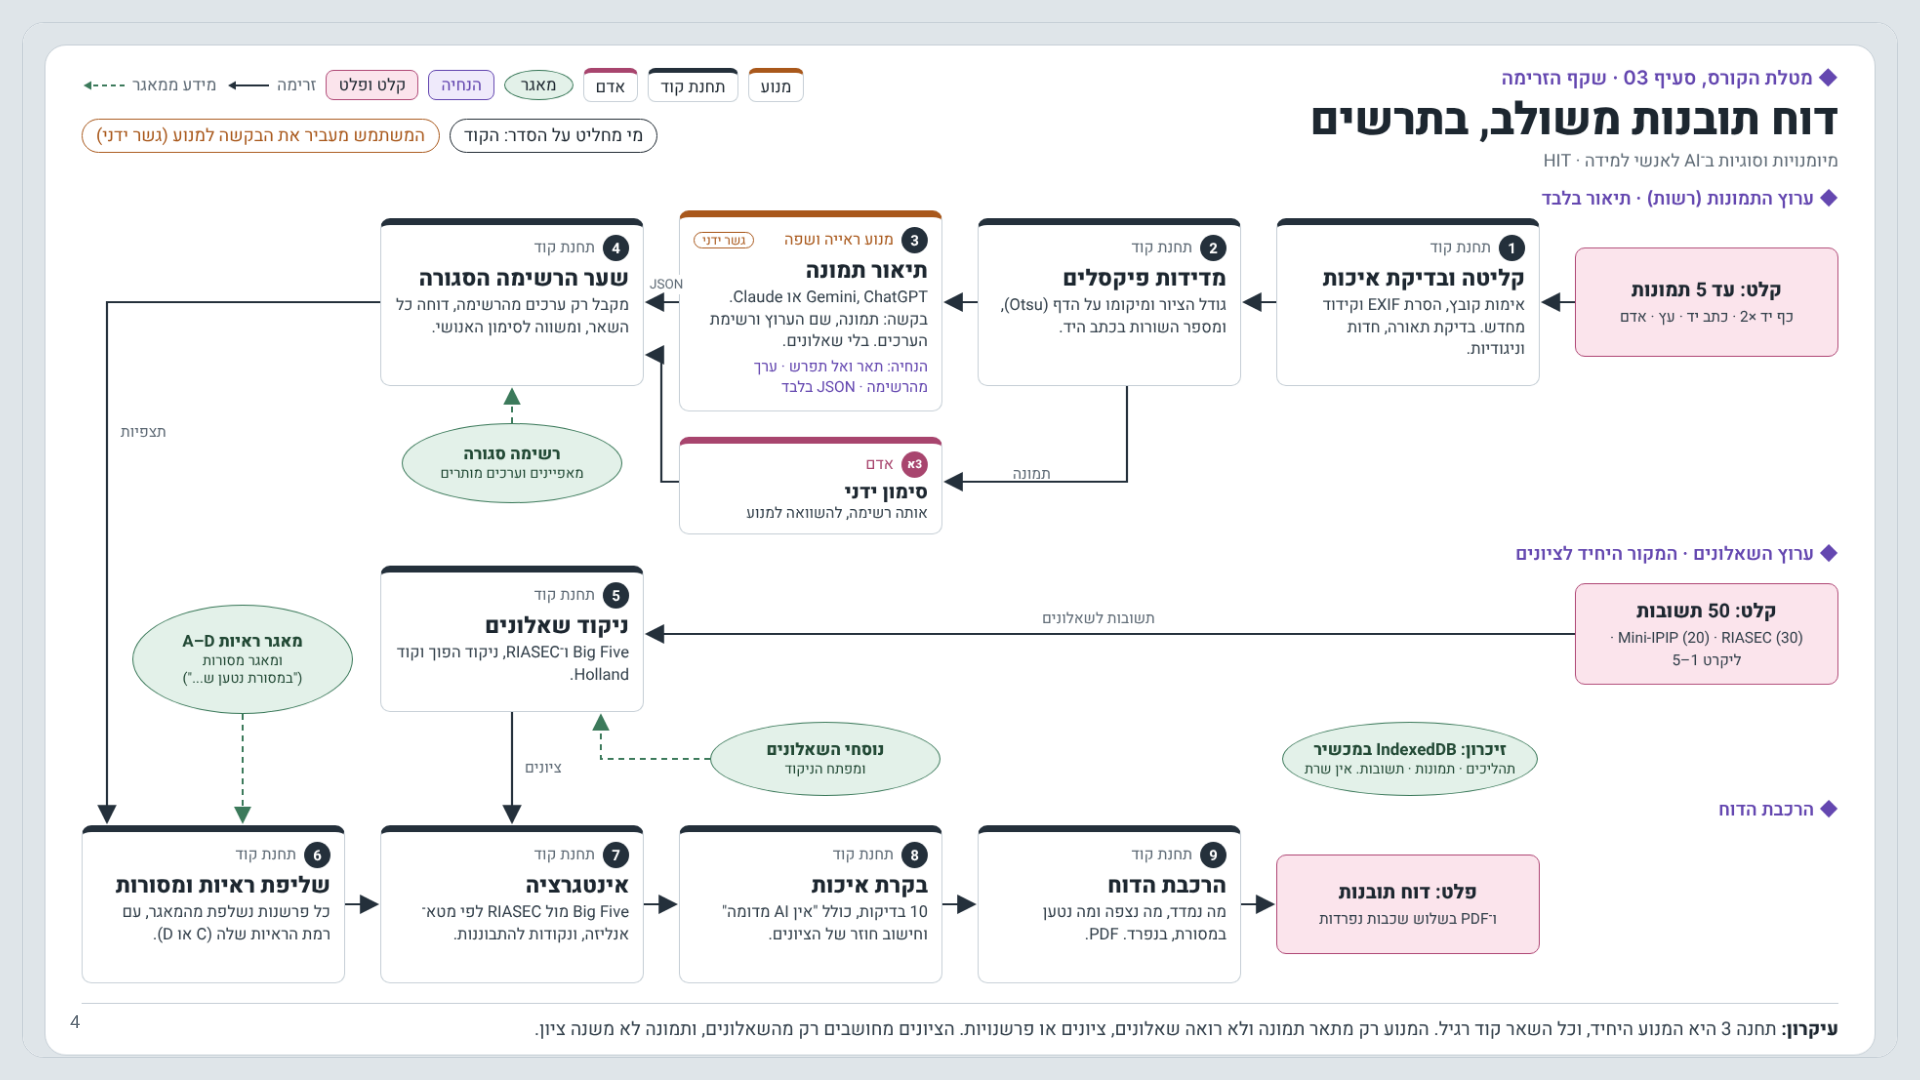 מטלת הקורס, סעיף 03 · שקף הזרימה
דוח תובנות משולב, בתרשים
מיומנויות וסוגיות ב־AI לאנשי למידה · HIT
מנוע
תחנת קוד
אדם
מאגר
הנחיה
קלט ופלט
זרימה
מידע ממאגר
מי מחליט על הסדר: הקוד
המשתמש מעביר את הבקשה למנוע (גשר ידני)
ערוץ התמונות (רשות) · תיאור בלבד
קלט: עד 5 תמונות
כף יד ×2 · כתב יד · עץ · אדם
1 תחנת קוד
קליטה ובדיקת איכות
אימות קובץ, הסרת EXIF וקידוד
מחדש. בדיקת תאורה, חדות
וניגודיות.
2 תחנת קוד
מדידות פיקסלים
גודל הציור ומיקומו על הדף (Otsu),
ומספר השורות בכתב היד.
3 מנוע ראייה ושפה
גשר ידני
תיאור תמונה
Gemini, ChatGPT או Claude.
בקשה: תמונה, שם הערוץ ורשימת
הערכים. בלי שאלונים.
הנחיה: תאר ואל תפרש · ערך
מהרשימה · JSON בלבד
JSON
4 תחנת קוד
שער הרשימה הסגורה
מקבל רק ערכים מהרשימה, דוחה כל
השאר, ומשווה לסימון האנושי.
תצפיות
רשימה סגורה
מאפיינים וערכים מותרים
3א אדם
סימון ידני
אותה רשימה, להשוואה למנוע
תמונה
ערוץ השאלונים · המקור היחיד לציונים
קלט: 50 תשובות
Mini-IPIP (20) · RIASEC (30) ·
ליקרט 1–5
תשובות לשאלונים
5 תחנת קוד
ניקוד שאלונים
Big Five ו־RIASEC, ניקוד הפוך וקוד
Holland.
מאגר ראיות A–D
ומאגר מסורות
("במסורת נטען ש...")
נוסחי השאלונים
ומפתח הניקוד
זיכרון: IndexedDB במכשיר
תהליכים · תמונות · תשובות. אין שרת
ציונים
הרכבת הדוח
6 תחנת קוד
שליפת ראיות ומסורות
כל פרשנות נשלפת מהמאגר, עם
רמת הראיות שלה (C או D).
7 תחנת קוד
אינטגרציה
Big Five מול RIASEC לפי מטא־
אנליזה, ונקודות להתבוננות.
8 תחנת קוד
בקרת איכות
10 בדיקות, כולל "אין AI מדומה"
וחישוב חוזר של הציונים.
9 תחנת קוד
הרכבת הדוח
מה נמדד, מה נצפה ומה נטען
במסורת, בנפרד. PDF.
פלט: דוח תובנות
ו־PDF בשלוש שכבות נפרדות
עיקרון: תחנה 3 היא המנוע היחיד, וכל השאר קוד רגיל. המנוע רק מתאר תמונה ולא רואה שאלונים, ציונים או פרשנויות. הציונים מחושבים רק מהשאלונים, ותמונה לא משנה ציון.
4